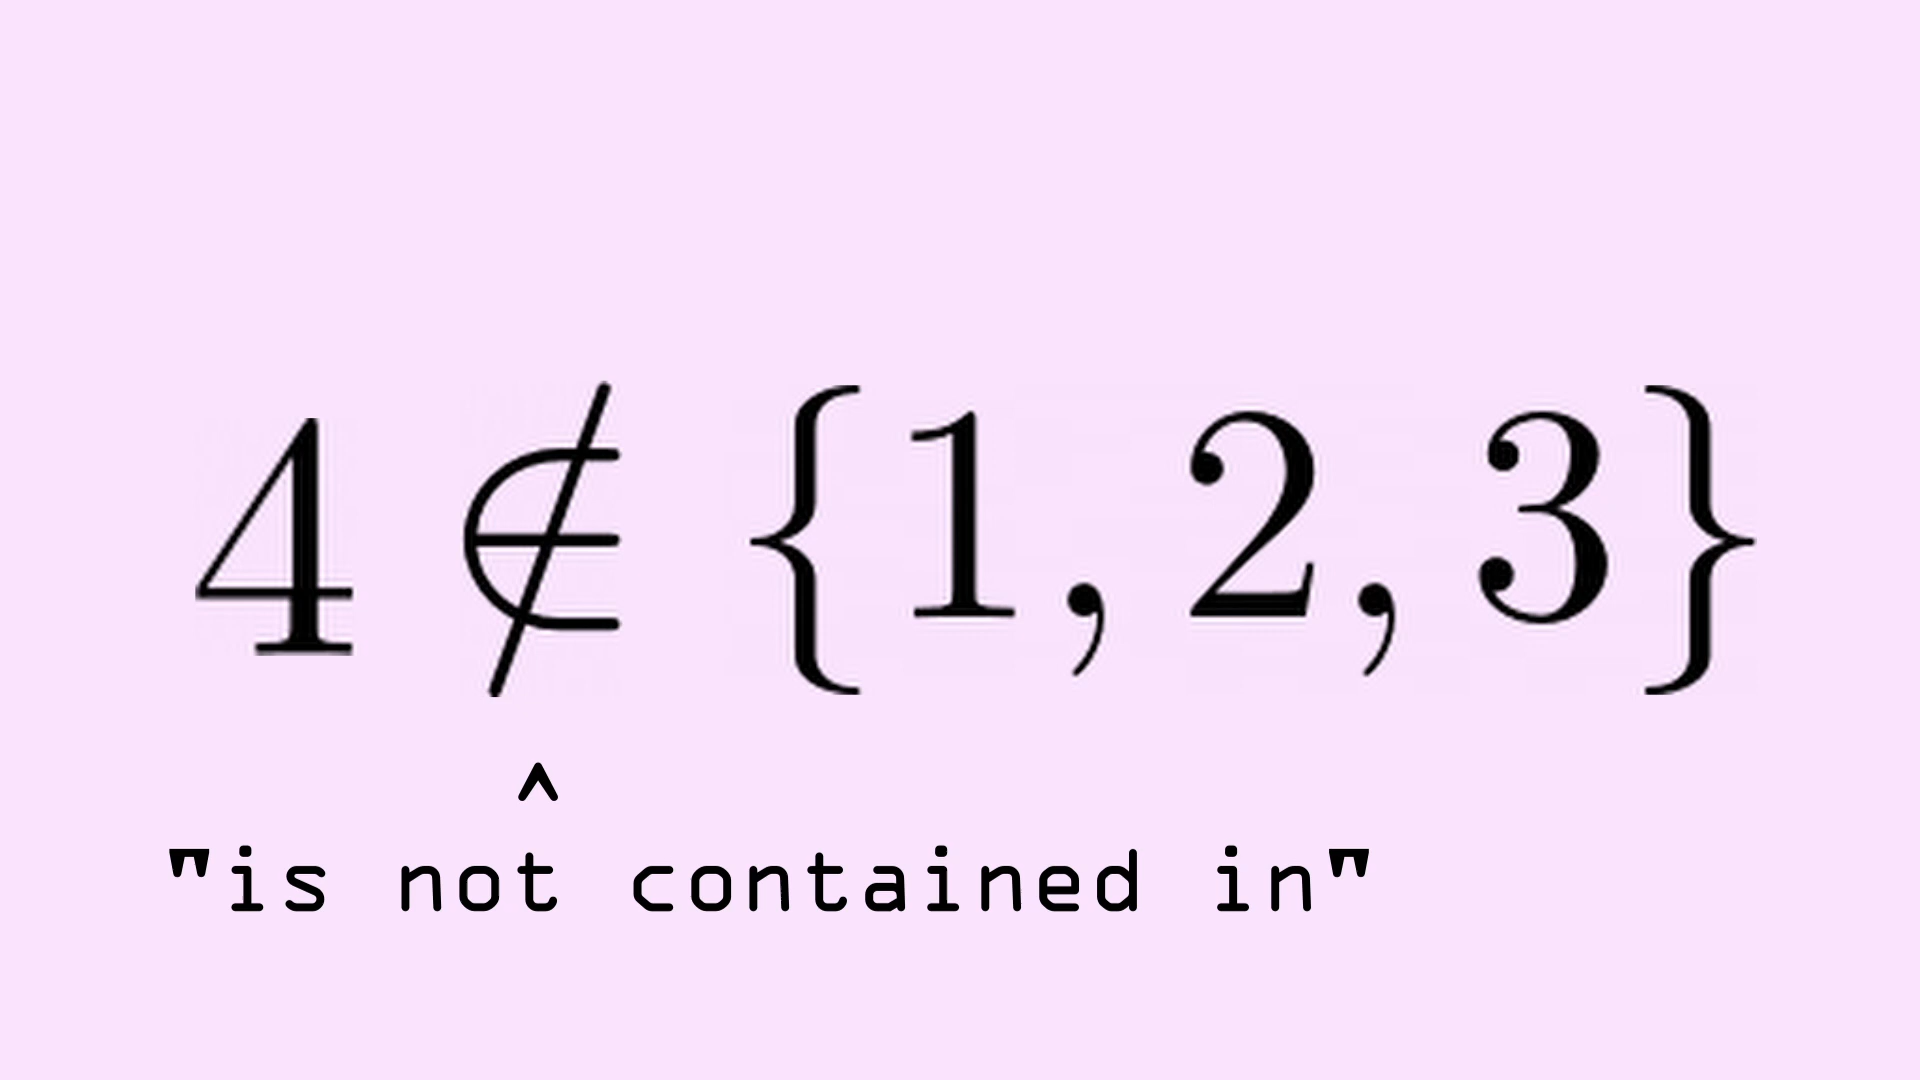 4 ∉ {1, 2, 3}
^
"is not contained in"